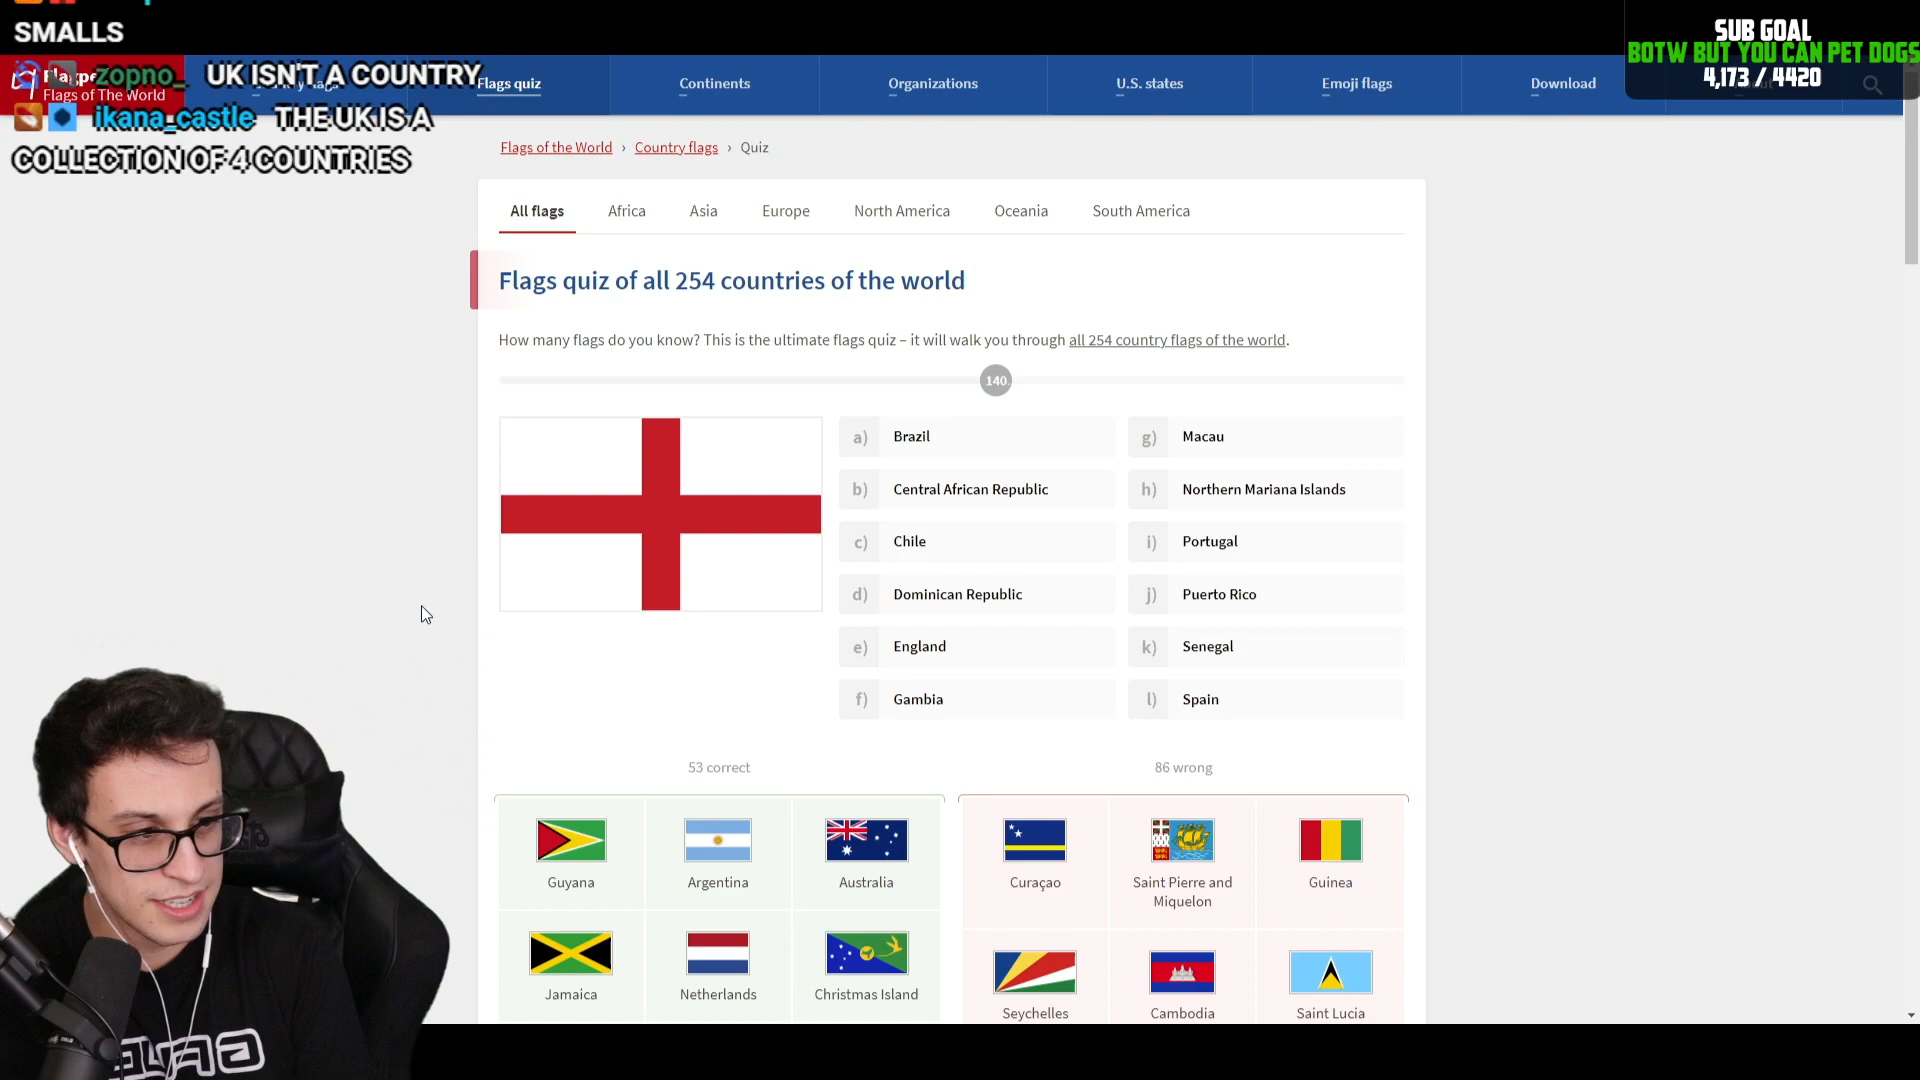 SMALLS
SUB GOAL
BOTW BUT YOU CAN PET DOGS
4,173 / 4420
zopno_ UK ISN'T A COUNTRY
ikana_castle THE UK IS A
COLLECTION OF 4 COUNTRIES
Flags of The World
Flags quiz
Continents
Organizations
U.S. states
Emoji flags
Download
Flags of the World › Country flags › Quiz
All flags
Africa
Asia
Europe
North America
Oceania
South America
Flags quiz of all 254 countries of the world
How many flags do you know? This is the ultimate flags quiz – it will walk you through all 254 country flags of the world.
140
a) Brazil
b) Central African Republic
c) Chile
d) Dominican Republic
e) England
f) Gambia
g) Macau
h) Northern Mariana Islands
i) Portugal
j) Puerto Rico
k) Senegal
l) Spain
53 correct
86 wrong
Guyana
Argentina
Australia
Jamaica
Netherlands
Christmas Island
Curaçao
Saint Pierre and
Miquelon
Guinea
Seychelles
Cambodia
Saint Lucia